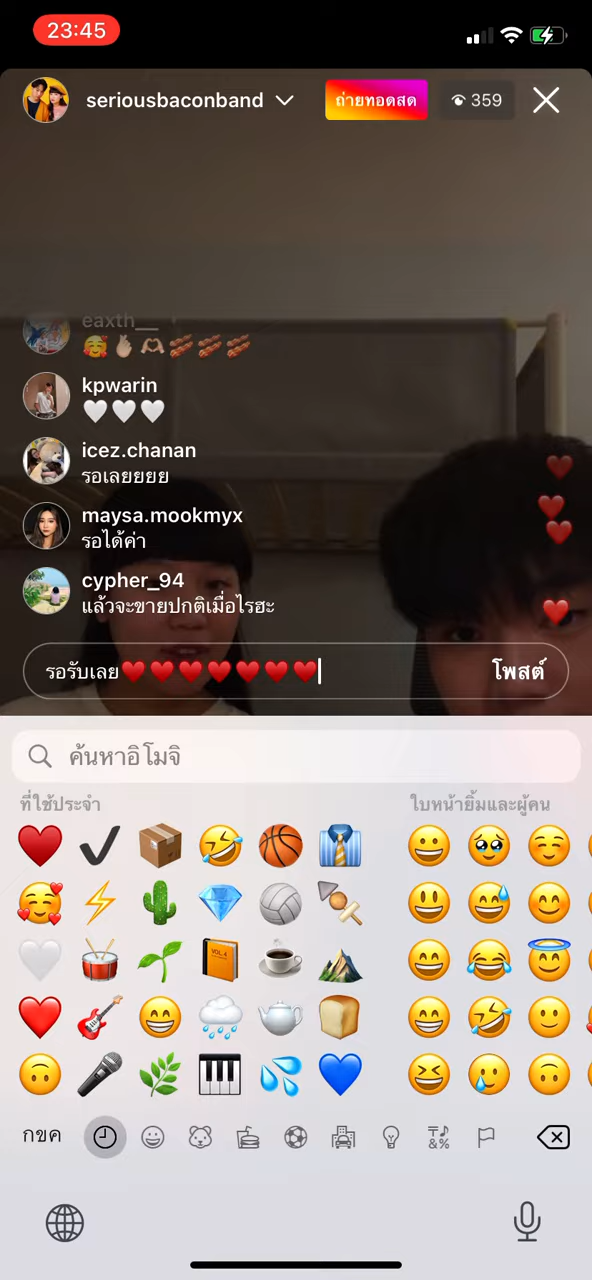 23:45
seriousbaconband
ถ่ายทอดสด
359
eaxth__
🥰🫰🏻🫶🏻🥓🥓🥓
kpwarin
🤍🤍🤍
icez.chanan
รอเลยยยย
maysa.mookmyx
รอได้ค่า
cypher_94
แล้วจะขายปกติเมื่อไรฮะ
รอรับเลย♥️♥️♥️♥️♥️♥️♥️
โพสต์
ค้นหาอิโมจิ
ที่ใช้ประจำ
ใบหน้ายิ้มและผู้คน
VOL.4
กขค
&%